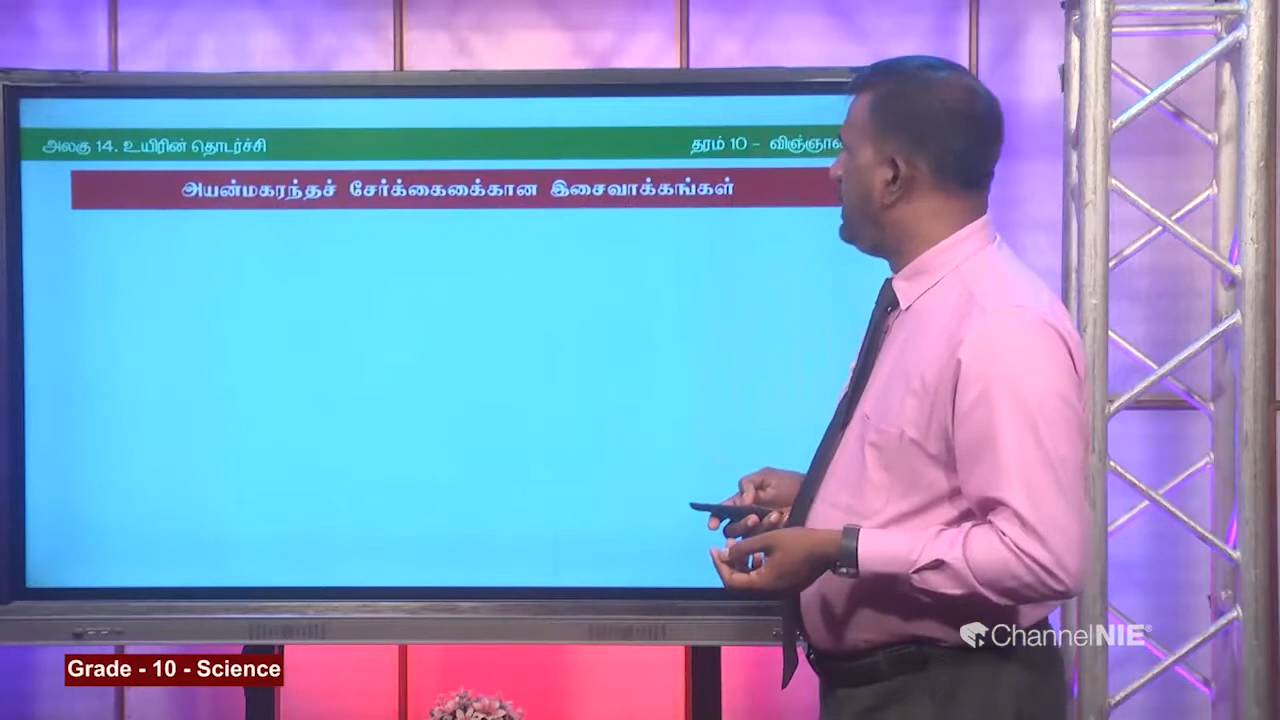 அலகு 14. உயிரின் தொடர்ச்சி
தரம் 10 - விஞ்ஞான
அயன்மகரந்தச் சேர்க்கைக்கான இசைவாக்கங்கள்
ChannelNIE
Grade - 10 - Science